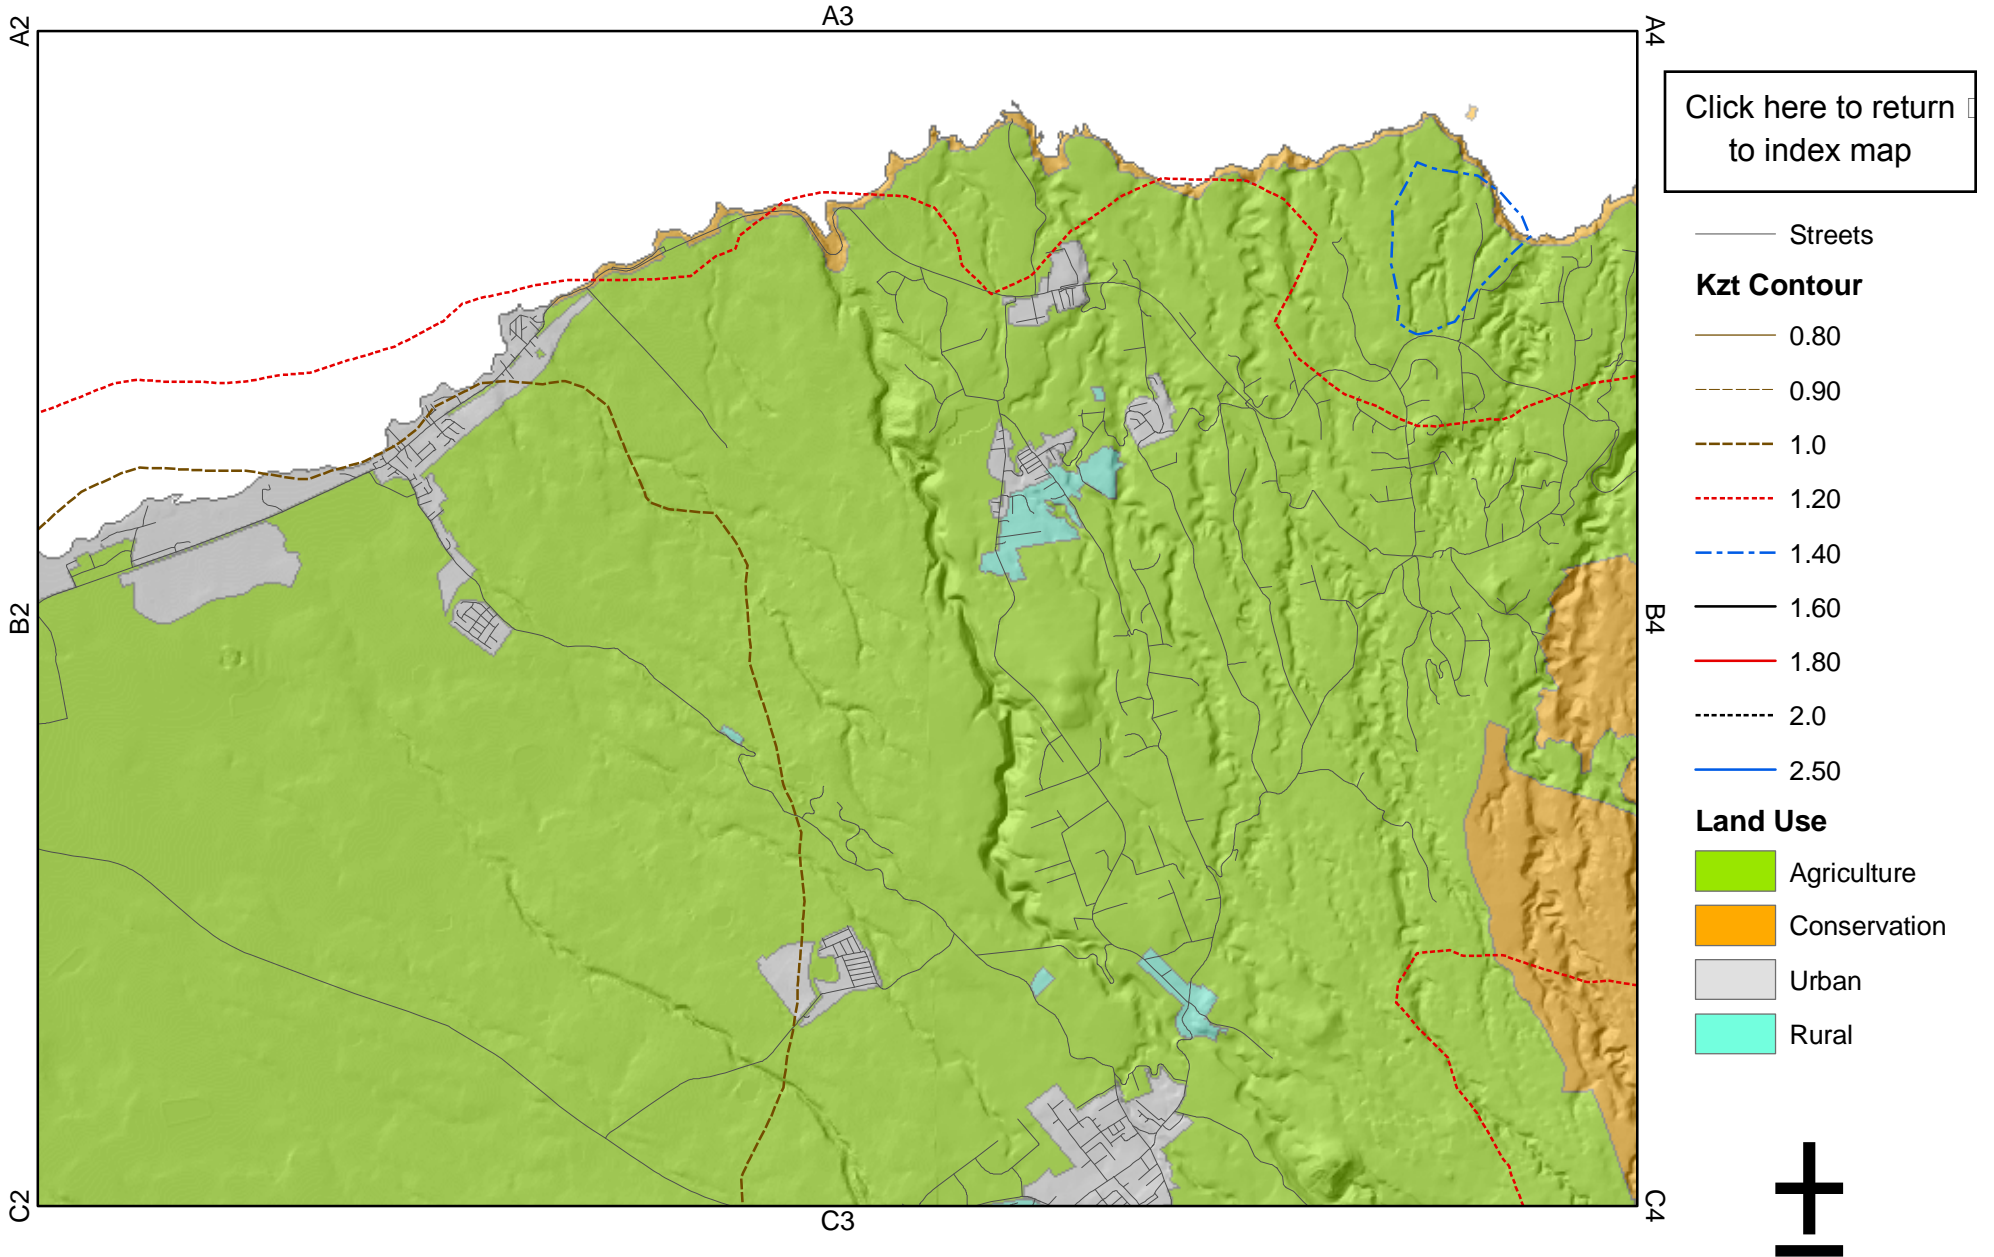 A2
A3
A4
Click here to return
to index map
Streets
Kzt Contour
0.80
0.90
1.0
1.20
1.40
1.60
1.80
2.0
2.50
Land Use
Agriculture
Conservation
Urban
Rural
B2
B4
C2
C3
C4